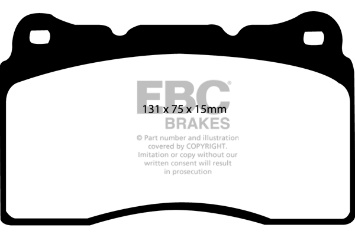 EBC
131 x 75 x 15mm
BRAKES
© Part number and illustration
covered by COPYRIGHT.
Imitation or copy without our
written consent will result
in prosecution